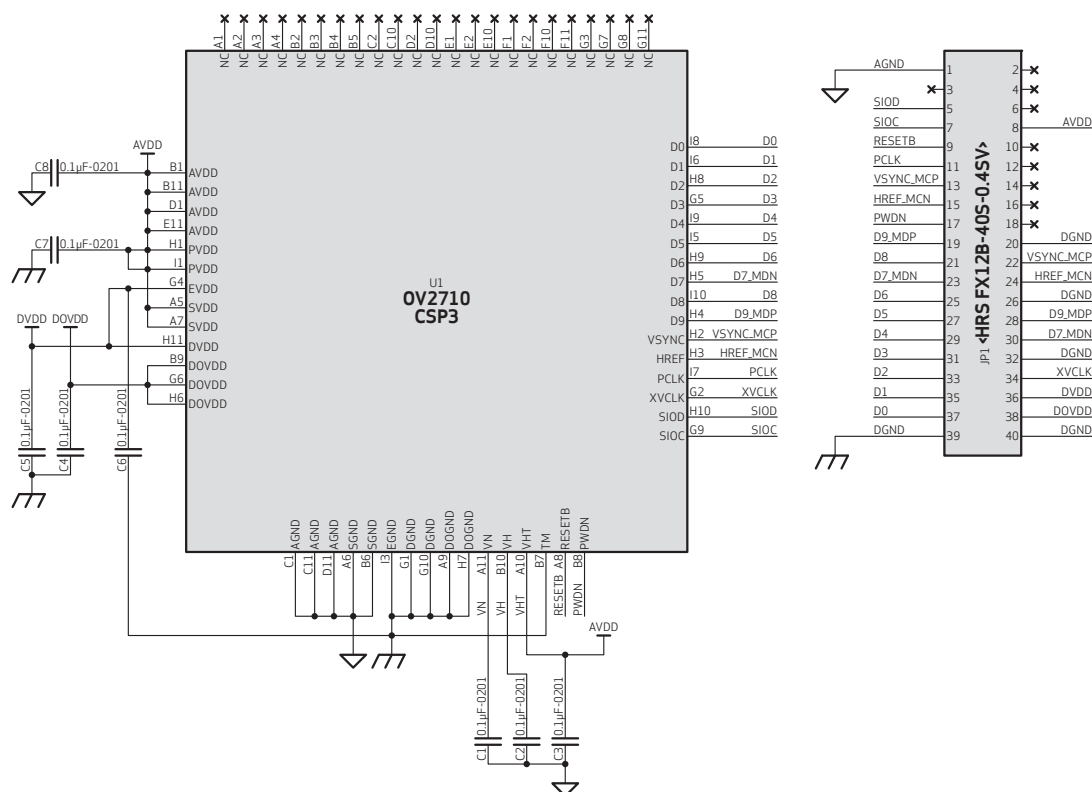 A1 A2 A3 A4 B2 B3 B4 B5 C2 C10 D2 D10 E1 E2 E10 F1 F2 F10 F11 G3 G7 G8 G11
NC NC NC NC NC NC NC NC NC NC NC NC NC NC NC NC NC NC NC NC NC NC NC
AVDD
C8 0.1μF-0201
B1 AVDD
B11 AVDD
D1 AVDD
E11 AVDD
C7 0.1μF-0201
H1 PVDD
I1 PVDD
G4 EVDD
A5 SVDD
A7 SVDD
DVDD DOVDD
H11 DVDD
B9 DOVDD
G6 DOVDD
H6 DOVDD
C5 0.1μF-0201
C4 0.1μF-0201
C6 0.1μF-0201
U1
OV2710
CSP3
D0 I8 D0
D1 I6 D1
D2 H8 D2
D3 G5 D3
D4 I9 D4
D5 I5 D5
D6 H9 D6
D7 H5 D7_MDN
D8 I10 D8
D9 H4 D9_MDP
VSYNC H2 VSYNC_MCP
HREF H3 HREF_MCN
PCLK I7 PCLK
XVCLK G2 XVCLK
SIOD H10 SIOD
SIOC G9 SIOC
C1 AGND
C11 AGND
D11 AGND
A6 SGND
B6 SGND
I3 EGND
G1 DGND
G10 DGND
A9 DOGND
H7 DOGND
VN A11 VN
VH B10 VH
VHT A10 VHT
B7 TM
RESETB A8 RESETB
PWDN B8 PWDN
AVDD
C1 0.1μF-0201
C2 0.1μF-0201
C3 0.1μF-0201
JP1 <HRS FX12B-40S-0.4SV>
AGND 1 2
3 4
SIOD 5 6
SIOC 7 8 AVDD
RESETB 9 10
PCLK 11 12
VSYNC_MCP 13 14
HREF_MCN 15 16
PWDN 17 18
D9_MDP 19 20 DGND
D8 21 22 VSYNC_MCP
D7_MDN 23 24 HREF_MCN
D6 25 26 DGND
D5 27 28 D9_MDP
D4 29 30 D7_MDN
D3 31 32 DGND
D2 33 34 XVCLK
D1 35 36 DVDD
D0 37 38 DOVDD
DGND 39 40 DGND